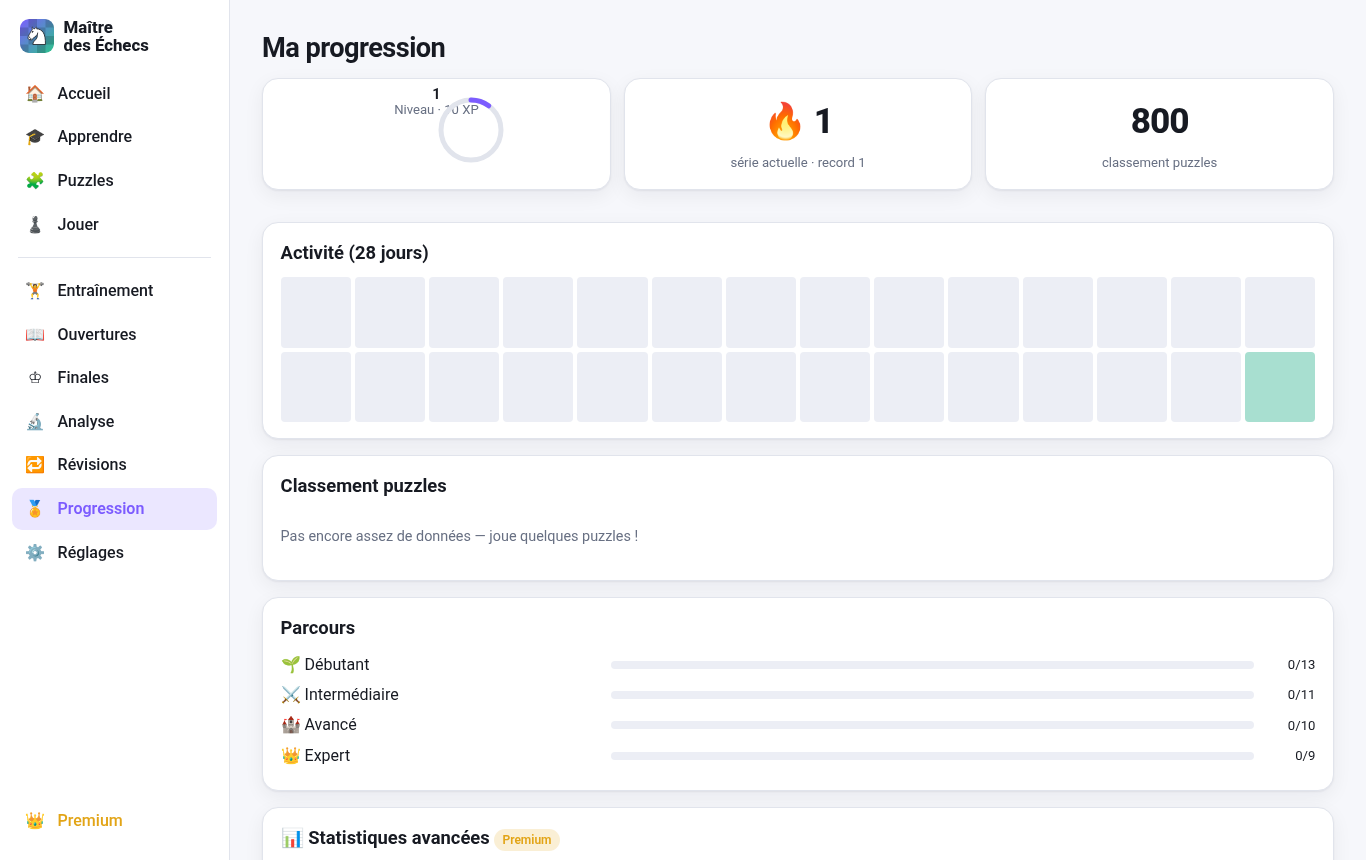 Maître
des Échecs
Accueil
Apprendre
Puzzles
Jouer
Entraînement
Ouvertures
Finales
Analyse
Révisions
Progression
Réglages
Premium
Ma progression
1
Niveau · 10 XP
🔥 1
série actuelle · record 1
800
classement puzzles
Activité (28 jours)
Classement puzzles
Pas encore assez de données — joue quelques puzzles !
Parcours
🌱 Débutant 0/13
⚔️ Intermédiaire 0/11
🏰 Avancé 0/10
👑 Expert 0/9
📊 Statistiques avancées Premium